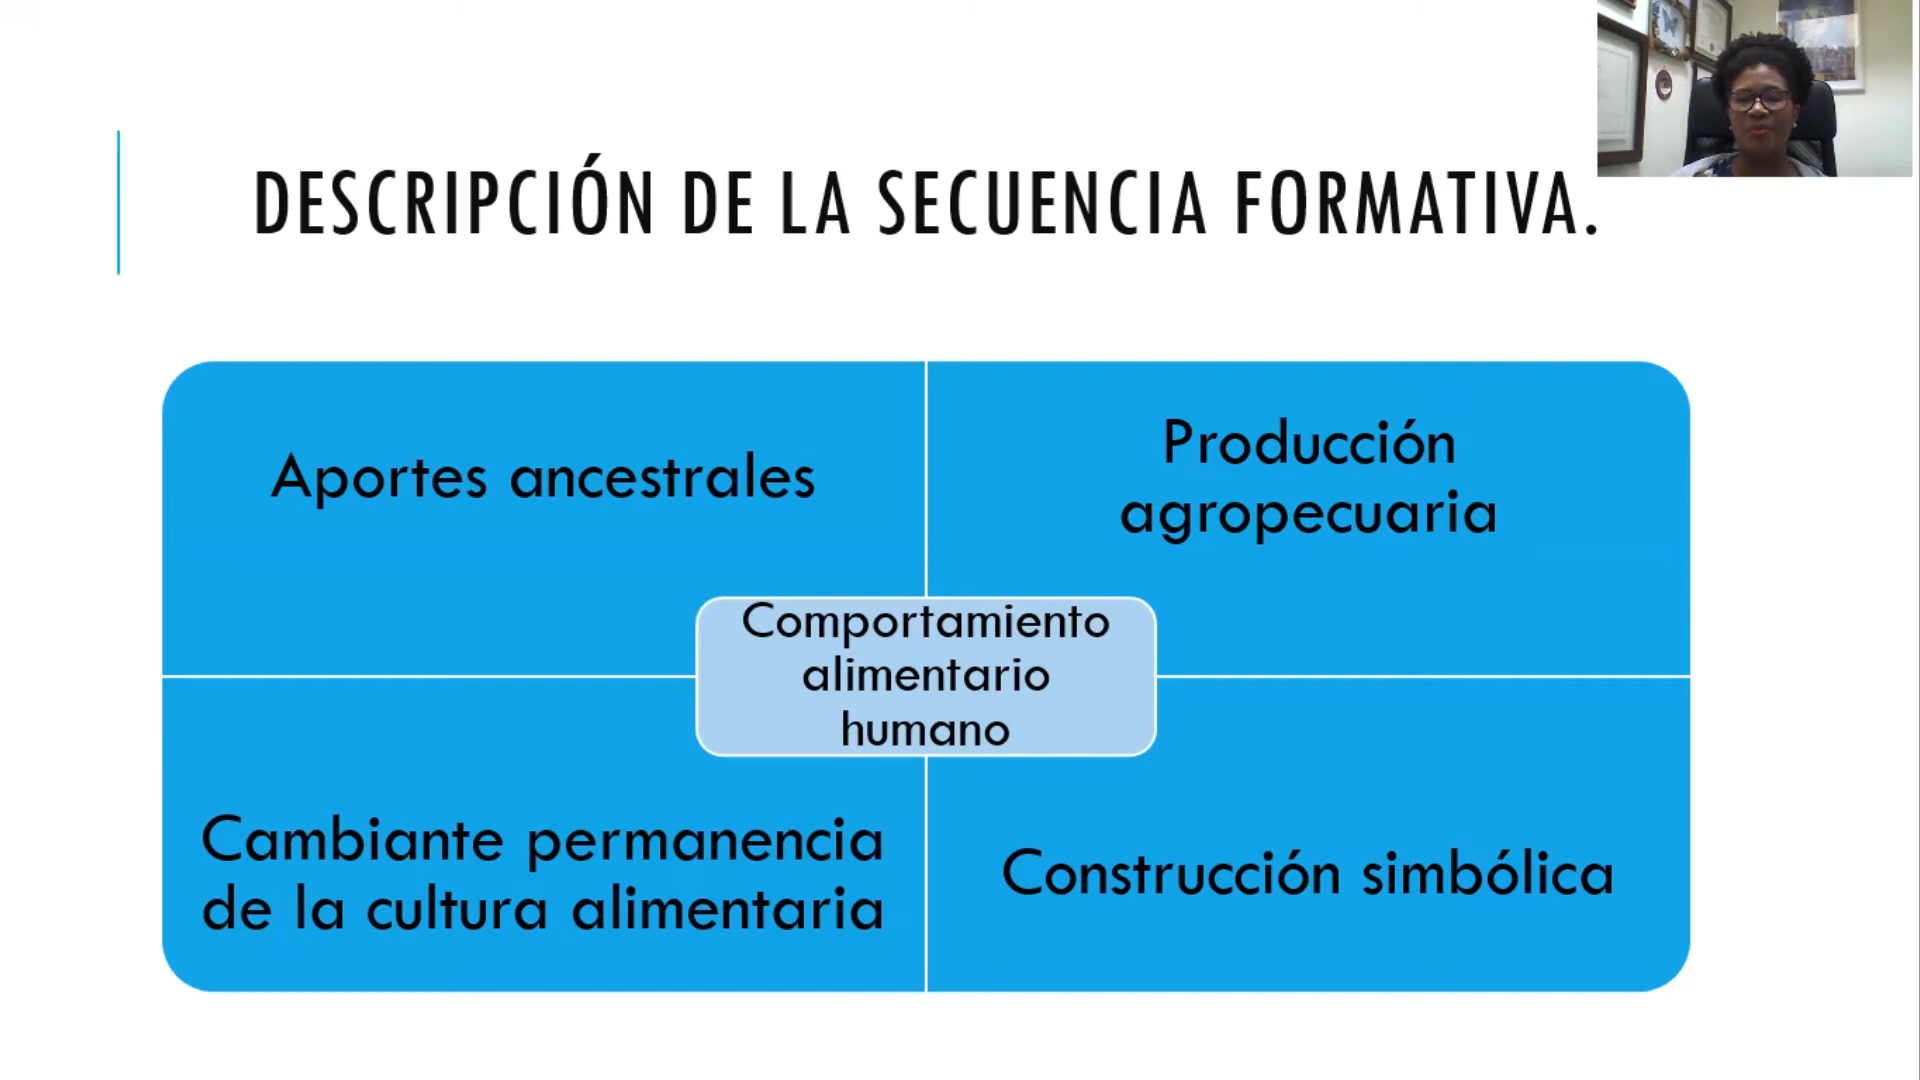 DESCRIPCIÓN DE LA SECUENCIA FORMATIVA.
Aportes ancestrales
Producción
agropecuaria
Comportamiento
alimentario
humano
Cambiante permanencia
de la cultura alimentaria
Construcción simbólica